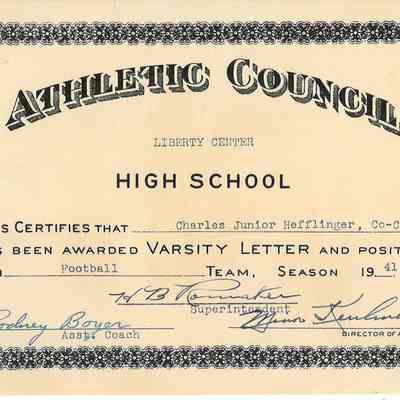 ATHLETIC COUNCIL
LIBERTY CENTER
HIGH SCHOOL
S CERTIFIES THAT Charles Junior Hefflinger, Co-C
S BEEN AWARDED VARSITY LETTER AND POSIT
Football TEAM, SEASON 19 41
H B
Superintendent
Rodney Boyer
Asst. Coach
DIRECTOR OF A